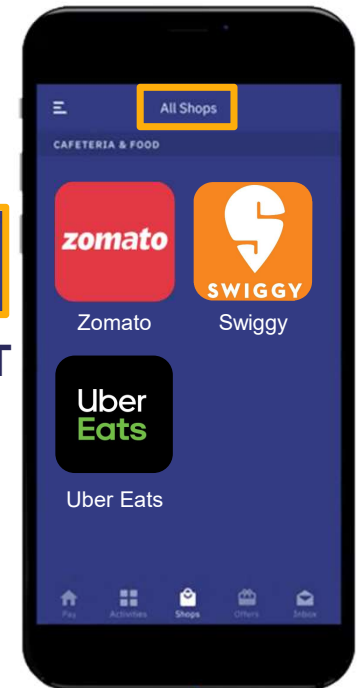 All Shops
CAFETERIA & FOOD
zomato
SWIGGY
Zomato
Swiggy
T
Uber
Eats
Uber Eats
Pay
Activities
Shops
Offers
Inbox